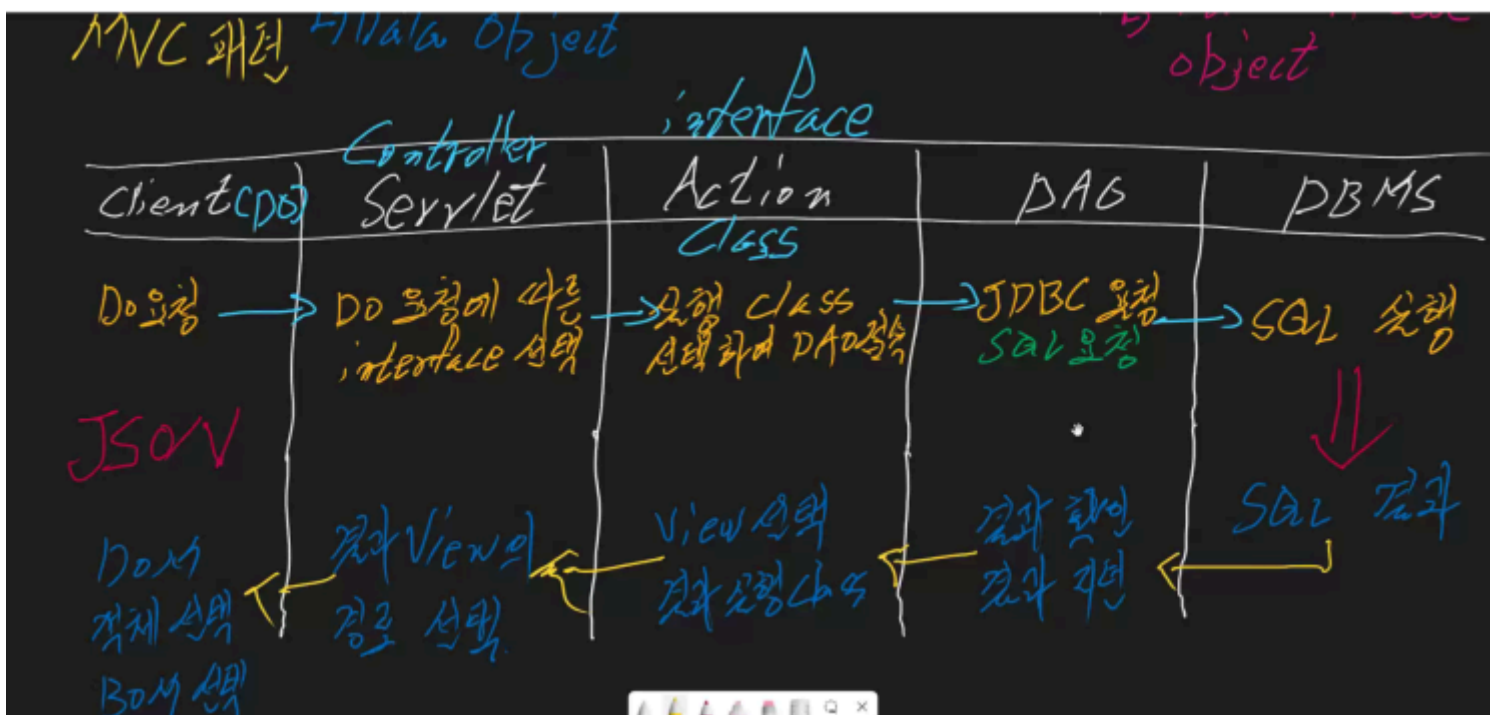 MVC 패턴
Data Object
object
interface
Controller
Client(DO)
Servlet
Action
Class
DAO
DBMS
DO요청
DO 요청에 따른
interface 선택
실행 Class
선택하여 DAO접속
JDBC 요청
SQL요청
SQL 실행
JSON
DOM
객체 선택
BOM 선택
결과 View의
경로 선택
View 선택
결과 실행 Class
결과 확인
결과 리턴
SQL 결과